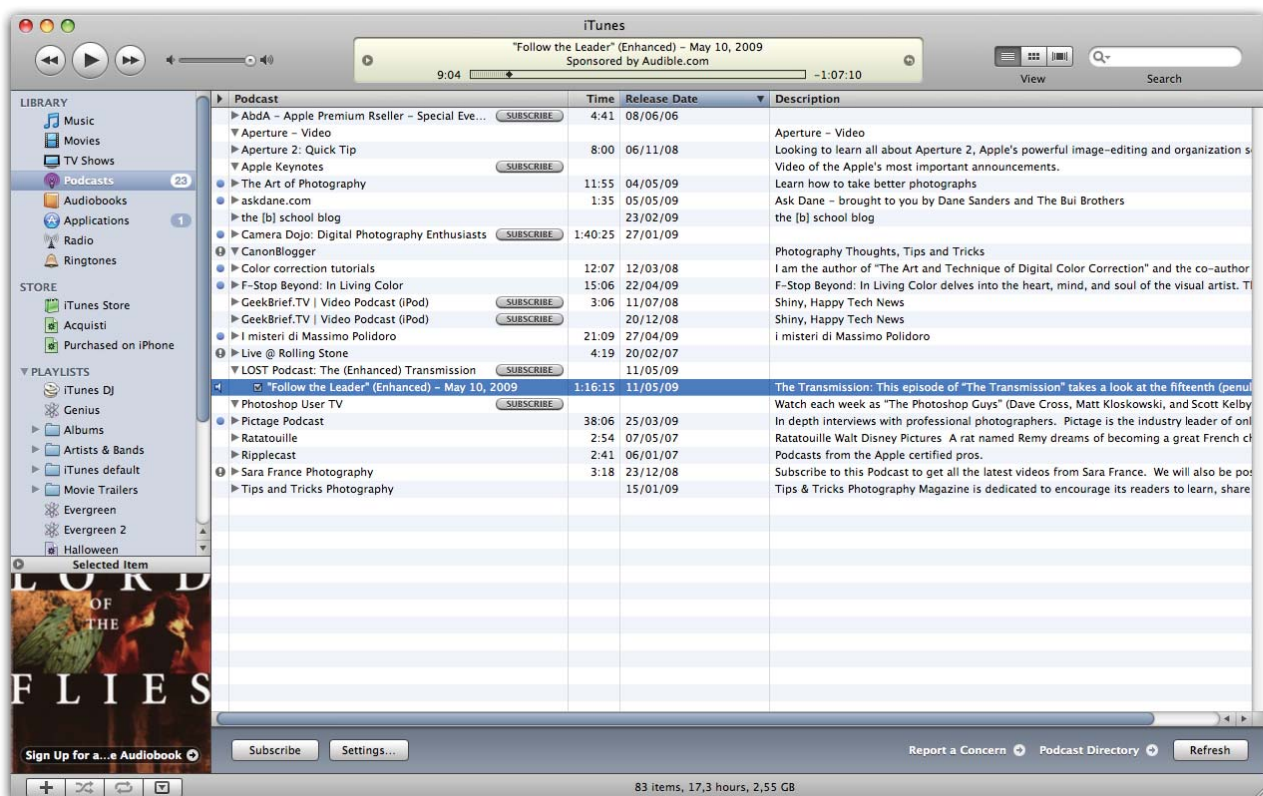 iTunes
"Follow the Leader" (Enhanced) – May 10, 2009
Sponsored by Audible.com
9:04 -1:07:10
View Search
LIBRARY
Music
Movies
TV Shows
Podcasts 23
Audiobooks
Applications 1
Radio
Ringtones
STORE
iTunes Store
Acquisti
Purchased on iPhone
PLAYLISTS
iTunes DJ
Genius
Albums
Artists & Bands
iTunes default
Movie Trailers
Evergreen
Evergreen 2
Halloween
Selected Item
LORD
OF
THE
FLIES
Sign Up for a...e Audiobook
Podcast Time Release Date Description
AbdA – Apple Premium Rseller – Special Eve... SUBSCRIBE 4:41 08/06/06
Aperture – Video Aperture – Video
Aperture 2: Quick Tip 8:00 06/11/08 Looking to learn all about Aperture 2, Apple's powerful image-editing and organization s
Apple Keynotes SUBSCRIBE Video of the Apple's most important announcements.
The Art of Photography 11:55 04/05/09 Learn how to take better photographs
askdane.com 1:35 05/05/09 Ask Dane – brought to you by Dane Sanders and The Bui Brothers
the [b] school blog 23/02/09 the [b] school blog
Camera Dojo: Digital Photography Enthusiasts SUBSCRIBE 1:40:25 27/01/09
CanonBlogger Photography Thoughts, Tips and Tricks
Color correction tutorials 12:07 12/03/08 I am the author of "The Art and Technique of Digital Color Correction" and the co-author
F-Stop Beyond: In Living Color 15:06 22/04/09 F-Stop Beyond: In Living Color delves into the heart, mind, and soul of the visual artist. T
GeekBrief.TV | Video Podcast (iPod) SUBSCRIBE 3:06 11/07/08 Shiny, Happy Tech News
GeekBrief.TV | Video Podcast (iPod) SUBSCRIBE 20/12/08 Shiny, Happy Tech News
I misteri di Massimo Polidoro 21:09 27/04/09 i misteri di Massimo Polidoro
Live @ Rolling Stone 4:19 20/02/07
LOST Podcast: The (Enhanced) Transmission SUBSCRIBE 11/05/09
"Follow the Leader" (Enhanced) – May 10, 2009 1:16:15 11/05/09 The Transmission: This episode of "The Transmission" takes a look at the fifteenth (penul
Photoshop User TV SUBSCRIBE Watch each week as "The Photoshop Guys" (Dave Cross, Matt Kloskowski, and Scott Kelby
Pictage Podcast 38:06 25/03/09 In depth interviews with professional photographers. Pictage is the industry leader of onl
Ratatouille 2:54 07/05/07 Ratatouille Walt Disney Pictures A rat named Remy dreams of becoming a great French c
Ripplecast 2:41 06/01/07 Podcasts from the Apple certified pros.
Sara France Photography 3:18 23/12/08 Subscribe to this Podcast to get all the latest videos from Sara France. We will also be pos
Tips and Tricks Photography 15/01/09 Tips & Tricks Photography Magazine is dedicated to encourage its readers to learn, share
Subscribe Settings... Report a Concern Podcast Directory Refresh
83 items, 17,3 hours, 2,55 GB